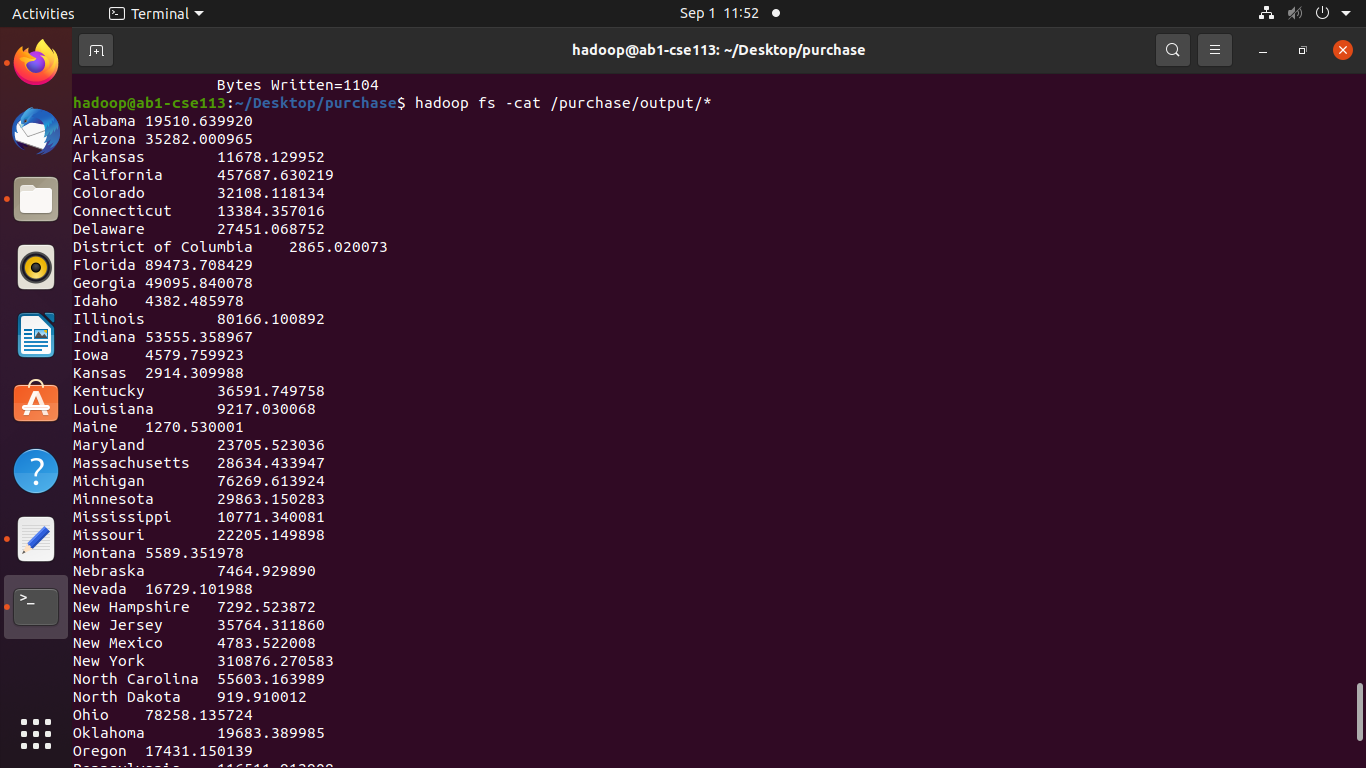 Activities Terminal Sep 1 11:52
hadoop@ab1-cse113: ~/Desktop/purchase
Bytes Written=1104
hadoop@ab1-cse113:~/Desktop/purchase$ hadoop fs -cat /purchase/output/*
Alabama 19510.639920
Arizona 35282.000965
Arkansas 11678.129952
California 457687.630219
Colorado 32108.118134
Connecticut 13384.357016
Delaware 27451.068752
District of Columbia 2865.020073
Florida 89473.708429
Georgia 49095.840078
Idaho 4382.485978
Illinois 80166.100892
Indiana 53555.358967
Iowa 4579.759923
Kansas 2914.309988
Kentucky 36591.749758
Louisiana 9217.030068
Maine 1270.530001
Maryland 23705.523036
Massachusetts 28634.433947
Michigan 76269.613924
Minnesota 29863.150283
Mississippi 10771.340081
Missouri 22205.149898
Montana 5589.351978
Nebraska 7464.929890
Nevada 16729.101988
New Hampshire 7292.523872
New Jersey 35764.311860
New Mexico 4783.522008
New York 310876.270583
North Carolina 55603.163989
North Dakota 919.910012
Ohio 78258.135724
Oklahoma 19683.389985
Oregon 17431.150139